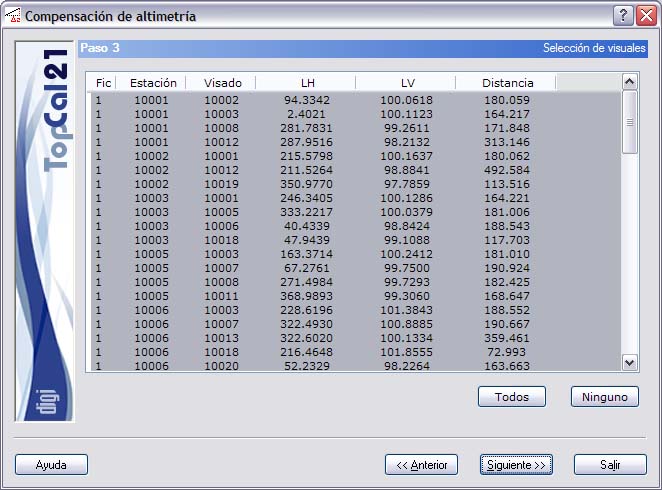 Compensación de altimetría
Paso 3 Selección de visuales
TopCal21
digi
Fic Estación Visado LH LV Distancia
1 10001 10002 94.3342 100.0618 180.059
1 10001 10003 2.4021 100.1123 164.217
1 10001 10008 281.7831 99.2611 171.848
1 10001 10012 287.9516 98.2132 313.146
1 10002 10001 215.5798 100.1637 180.062
1 10002 10012 211.5264 98.8841 492.584
1 10002 10019 350.9770 97.7859 113.516
1 10003 10001 246.3405 100.1286 164.221
1 10003 10005 333.2217 100.0379 181.006
1 10003 10006 40.4339 98.8424 188.543
1 10003 10018 47.9439 99.1088 117.703
1 10005 10003 163.3714 100.2412 181.010
1 10005 10007 67.2761 99.7500 190.924
1 10005 10008 271.4984 99.7293 182.425
1 10005 10011 368.9893 99.3060 168.647
1 10006 10003 228.6196 101.3843 188.552
1 10006 10007 322.4930 100.8885 190.667
1 10006 10013 322.6020 100.1334 359.461
1 10006 10018 216.4648 101.8555 72.993
1 10006 10020 52.2329 98.2264 163.663
Todos Ninguno
Ayuda << Anterior Siguiente >> Salir